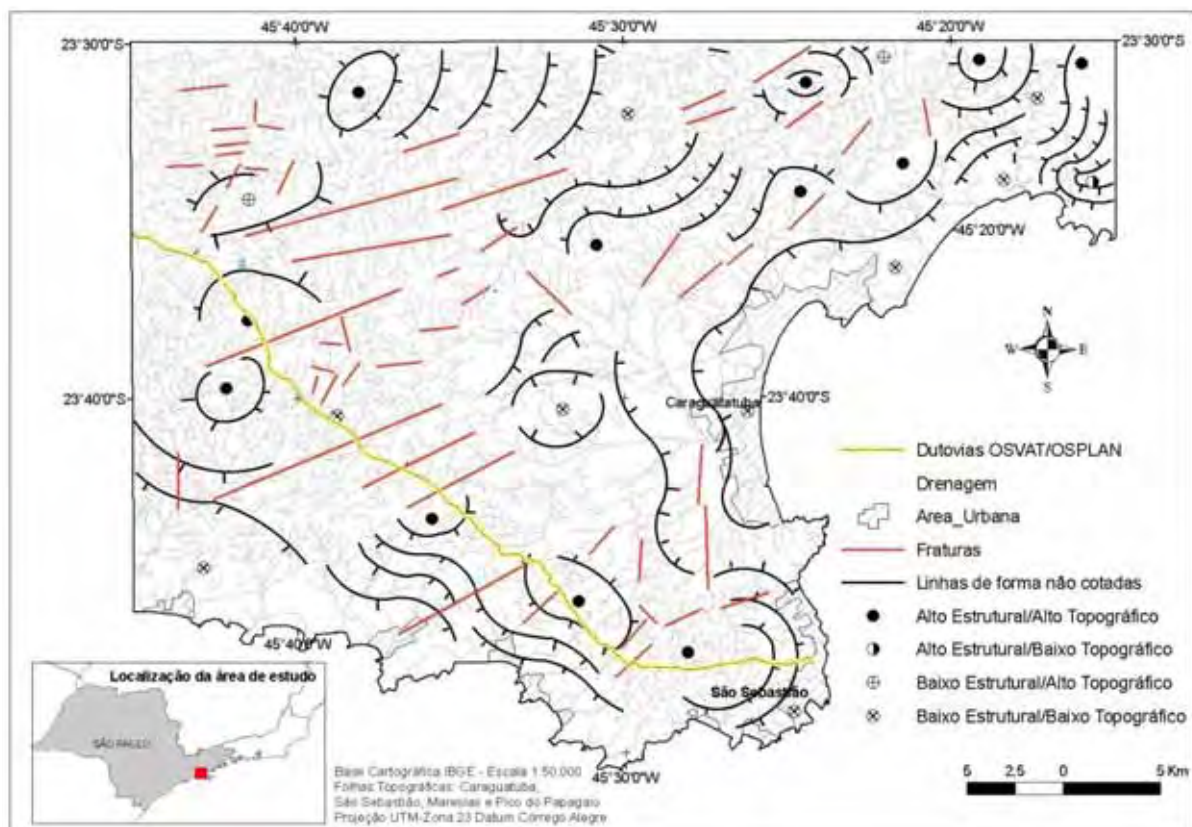 45°40'0"W
45°30'0"W
45°20'0"W
23°30'0"S
23°30'0"S
45°20'0"W
N
W
E
S
23°40'0"S
Caraguatatuba
23°40'0"S
Dutovias OSVAT/OSPLAN
Drenagem
Area_Urbana
Fraturas
Linhas de forma não cotadas
Alto Estrutural/Alto Topográfico
Alto Estrutural/Baixo Topográfico
Baixo Estrutural/Alto Topográfico
Baixo Estrutural/Baixo Topográfico
45°40'0"W
São Sebastião
45°30'0"W
Localização da área de estudo
SÃO PAULO
Base Cartográfica IBGE - Escala 1:50.000
Folhas Topográficas: Caraguatuba,
São Sebastião, Maresias e Pico do Papagaio
Projeção UTM-Zona 23 Datum Córrego Alegre
5 2.5 0 5 Km